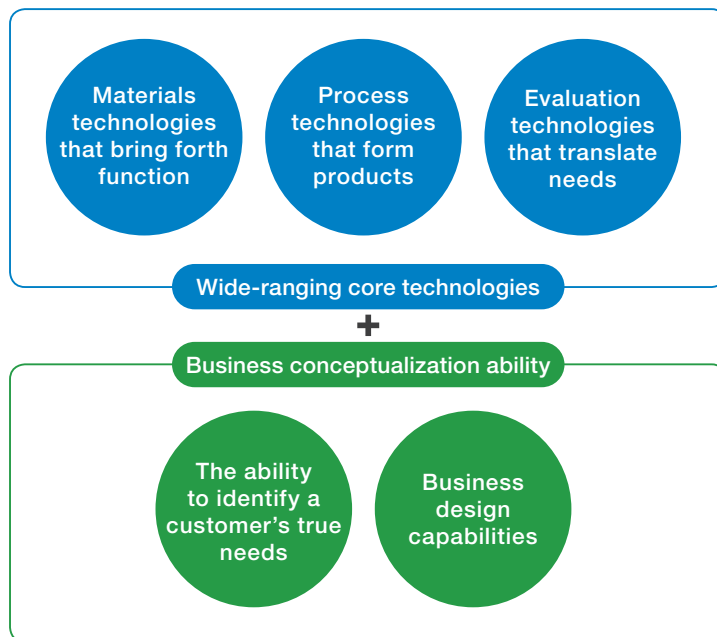 Materials
technologies
that bring forth
function
Process
technologies
that form
products
Evaluation
technologies
that translate
needs
Wide-ranging core technologies
+
Business conceptualization ability
The ability
to identify a
customer's true
needs
Business
design
capabilities